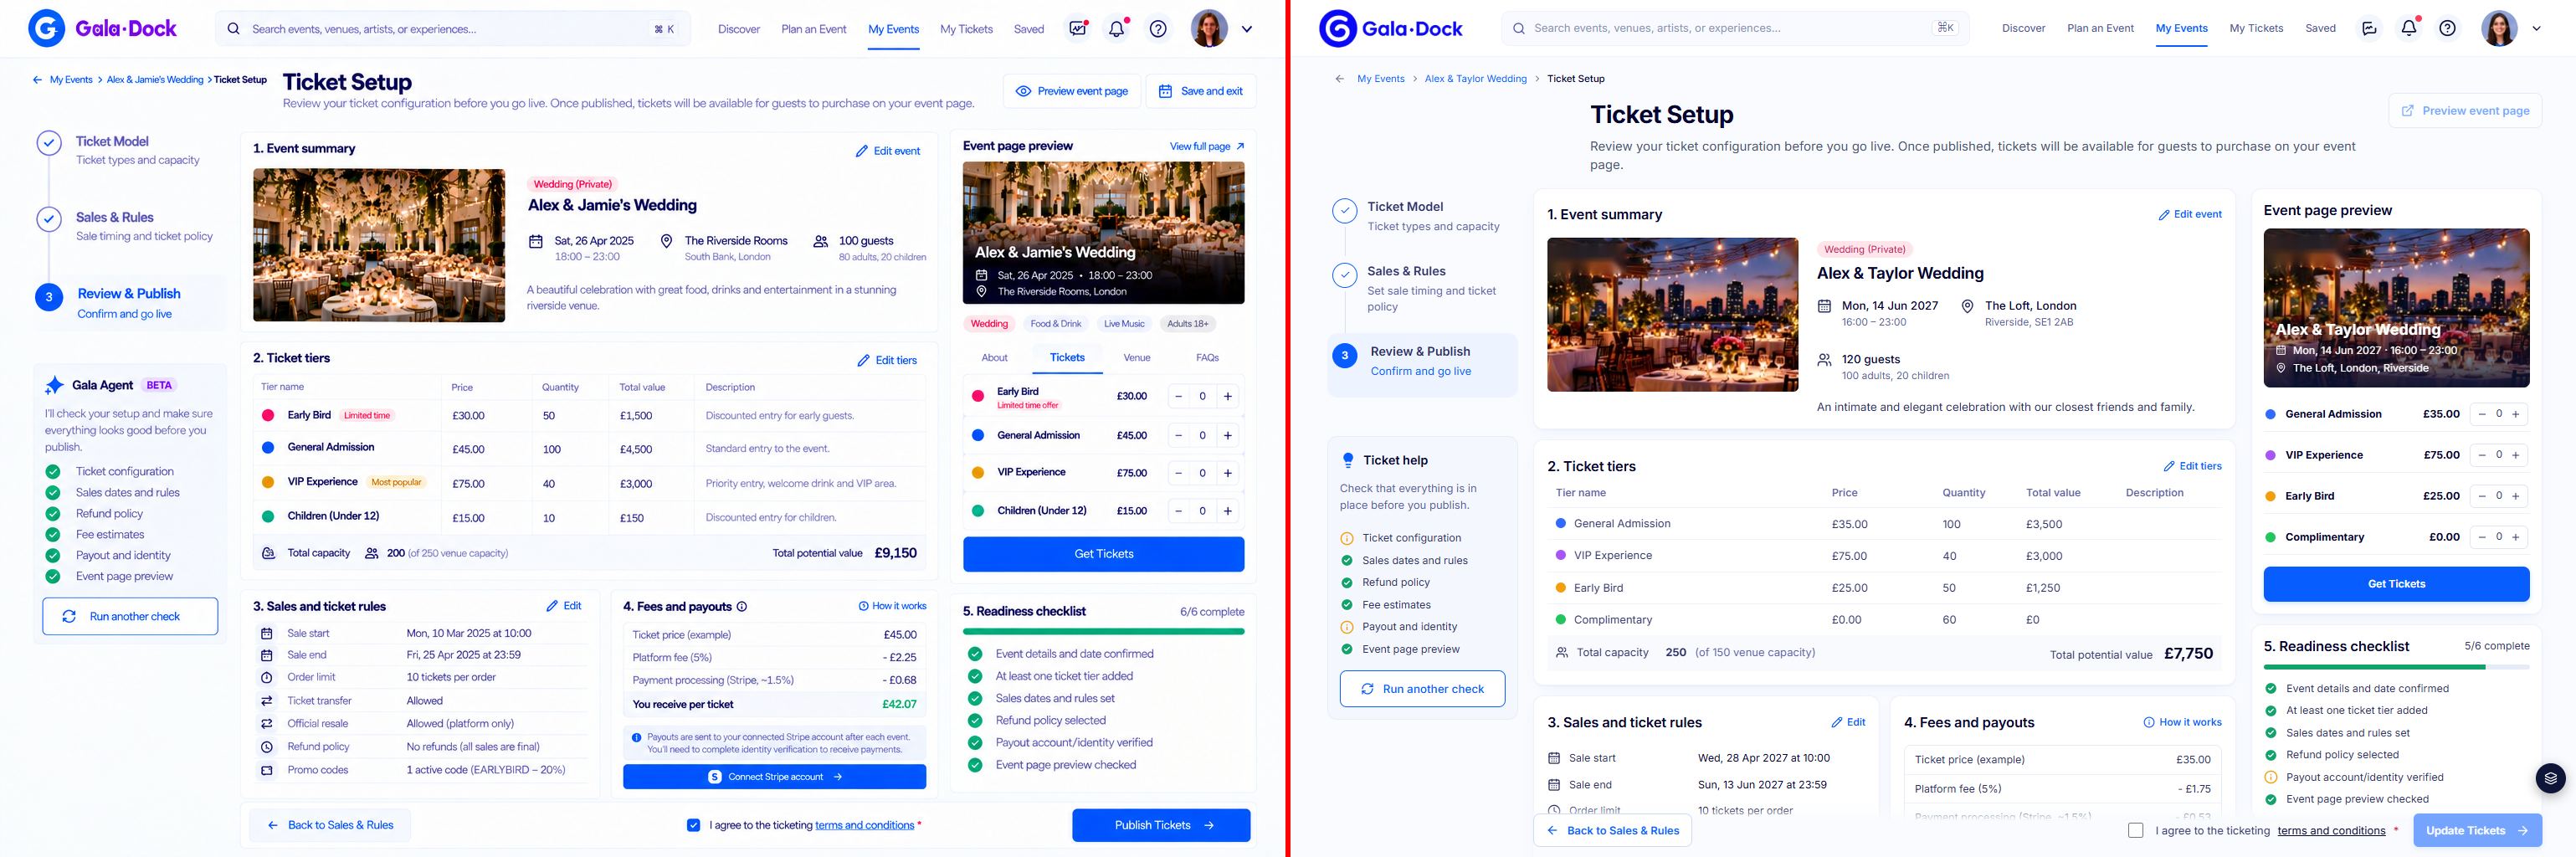 Gala·Dock
Search events, venues, artists, or experiences...
⌘ K
Discover
Plan an Event
My Events
My Tickets
Saved
← My Events > Alex & Jamie's Wedding > Ticket Setup
Ticket Setup
Review your ticket configuration before you go live. Once published, tickets will be available for guests to purchase on your event page.
Preview event page
Save and exit
Ticket Model
Ticket types and capacity
Sales & Rules
Sale timing and ticket policy
3
Review & Publish
Confirm and go live
Gala Agent BETA
I'll check your setup and make sure
everything looks good before you
publish.
Ticket configuration
Sales dates and rules
Refund policy
Fee estimates
Payout and identity
Event page preview
Run another check
1. Event summary
Edit event
Wedding (Private)
Alex & Jamie's Wedding
Sat, 26 Apr 2025
18:00 – 23:00
The Riverside Rooms
South Bank, London
100 guests
80 adults, 20 children
A beautiful celebration with great food, drinks and entertainment in a stunning
riverside venue.
2. Ticket tiers
Edit tiers
Tier name Price Quantity Total value Description
Early Bird Limited time £30.00 50 £1,500 Discounted entry for early guests.
General Admission £45.00 100 £4,500 Standard entry to the event.
VIP Experience Most popular £75.00 40 £3,000 Priority entry, welcome drink and VIP area.
Children (Under 12) £15.00 10 £150 Discounted entry for children.
Total capacity 200 (of 250 venue capacity) Total potential value £9,150
3. Sales and ticket rules
Edit
Sale start Mon, 10 Mar 2025 at 10:00
Sale end Fri, 25 Apr 2025 at 23:59
Order limit 10 tickets per order
Ticket transfer Allowed
Official resale Allowed (platform only)
Refund policy No refunds (all sales are final)
Promo codes 1 active code (EARLYBIRD – 20%)
4. Fees and payouts
How it works
Ticket price (example) £45.00
Platform fee (5%) - £2.25
Payment processing (Stripe, ~1.5%) - £0.68
You receive per ticket £42.07
Payouts are sent to your connected Stripe account after each event.
You'll need to complete identity verification to receive payments.
S Connect Stripe account →
Event page preview
View full page ↗
Alex & Jamie's Wedding
Sat, 26 Apr 2025 • 18:00 – 23:00
The Riverside Rooms, London
Wedding
Food & Drink
Live Music
Adults 18+
About
Tickets
Venue
FAQs
Early Bird £30.00 − 0 +
Limited time offer
General Admission £45.00 − 0 +
VIP Experience £75.00 − 0 +
Children (Under 12) £15.00 − 0 +
Get Tickets
5. Readiness checklist
6/6 complete
Event details and date confirmed
At least one ticket tier added
Sales dates and rules set
Refund policy selected
Payout account/identity verified
Event page preview checked
← Back to Sales & Rules
I agree to the ticketing terms and conditions *
Publish Tickets →
Gala·Dock
Search events, venues, artists, or experiences...
⌘K
Discover
Plan an Event
My Events
My Tickets
Saved
← My Events > Alex & Taylor Wedding > Ticket Setup
Ticket Setup
Review your ticket configuration before you go live. Once published, tickets will be available for guests to purchase on your event
page.
Preview event page
Ticket Model
Ticket types and capacity
Sales & Rules
Set sale timing and ticket
policy
3
Review & Publish
Confirm and go live
Ticket help
Check that everything is in
place before you publish.
Ticket configuration
Sales dates and rules
Refund policy
Fee estimates
Payout and identity
Event page preview
Run another check
1. Event summary
Edit event
Wedding (Private)
Alex & Taylor Wedding
Mon, 14 Jun 2027
16:00 – 23:00
The Loft, London
Riverside, SE1 2AB
120 guests
100 adults, 20 children
An intimate and elegant celebration with our closest friends and family.
2. Ticket tiers
Edit tiers
Tier name Price Quantity Total value Description
General Admission £35.00 100 £3,500
VIP Experience £75.00 40 £3,000
Early Bird £25.00 50 £1,250
Complimentary £0.00 60 £0
Total capacity 250 (of 150 venue capacity) Total potential value £7,750
3. Sales and ticket rules
Edit
Sale start Wed, 28 Apr 2027 at 10:00
Sale end Sun, 13 Jun 2027 at 23:59
Order limit 10 tickets per order
4. Fees and payouts
How it works
Ticket price (example) £35.00
Platform fee (5%) - £1.75
Payment processing (Stripe, ~1.5%) - £0.53
Event page preview
Alex & Taylor Wedding
Mon, 14 Jun 2027 · 16:00 – 23:00
The Loft, London, Riverside
General Admission £35.00 − 0 +
VIP Experience £75.00 − 0 +
Early Bird £25.00 − 0 +
Complimentary £0.00 − 0 +
Get Tickets
5. Readiness checklist
5/6 complete
Event details and date confirmed
At least one ticket tier added
Sales dates and rules set
Refund policy selected
Payout account/identity verified
Event page preview checked
← Back to Sales & Rules
I agree to the ticketing terms and conditions *
Update Tickets →